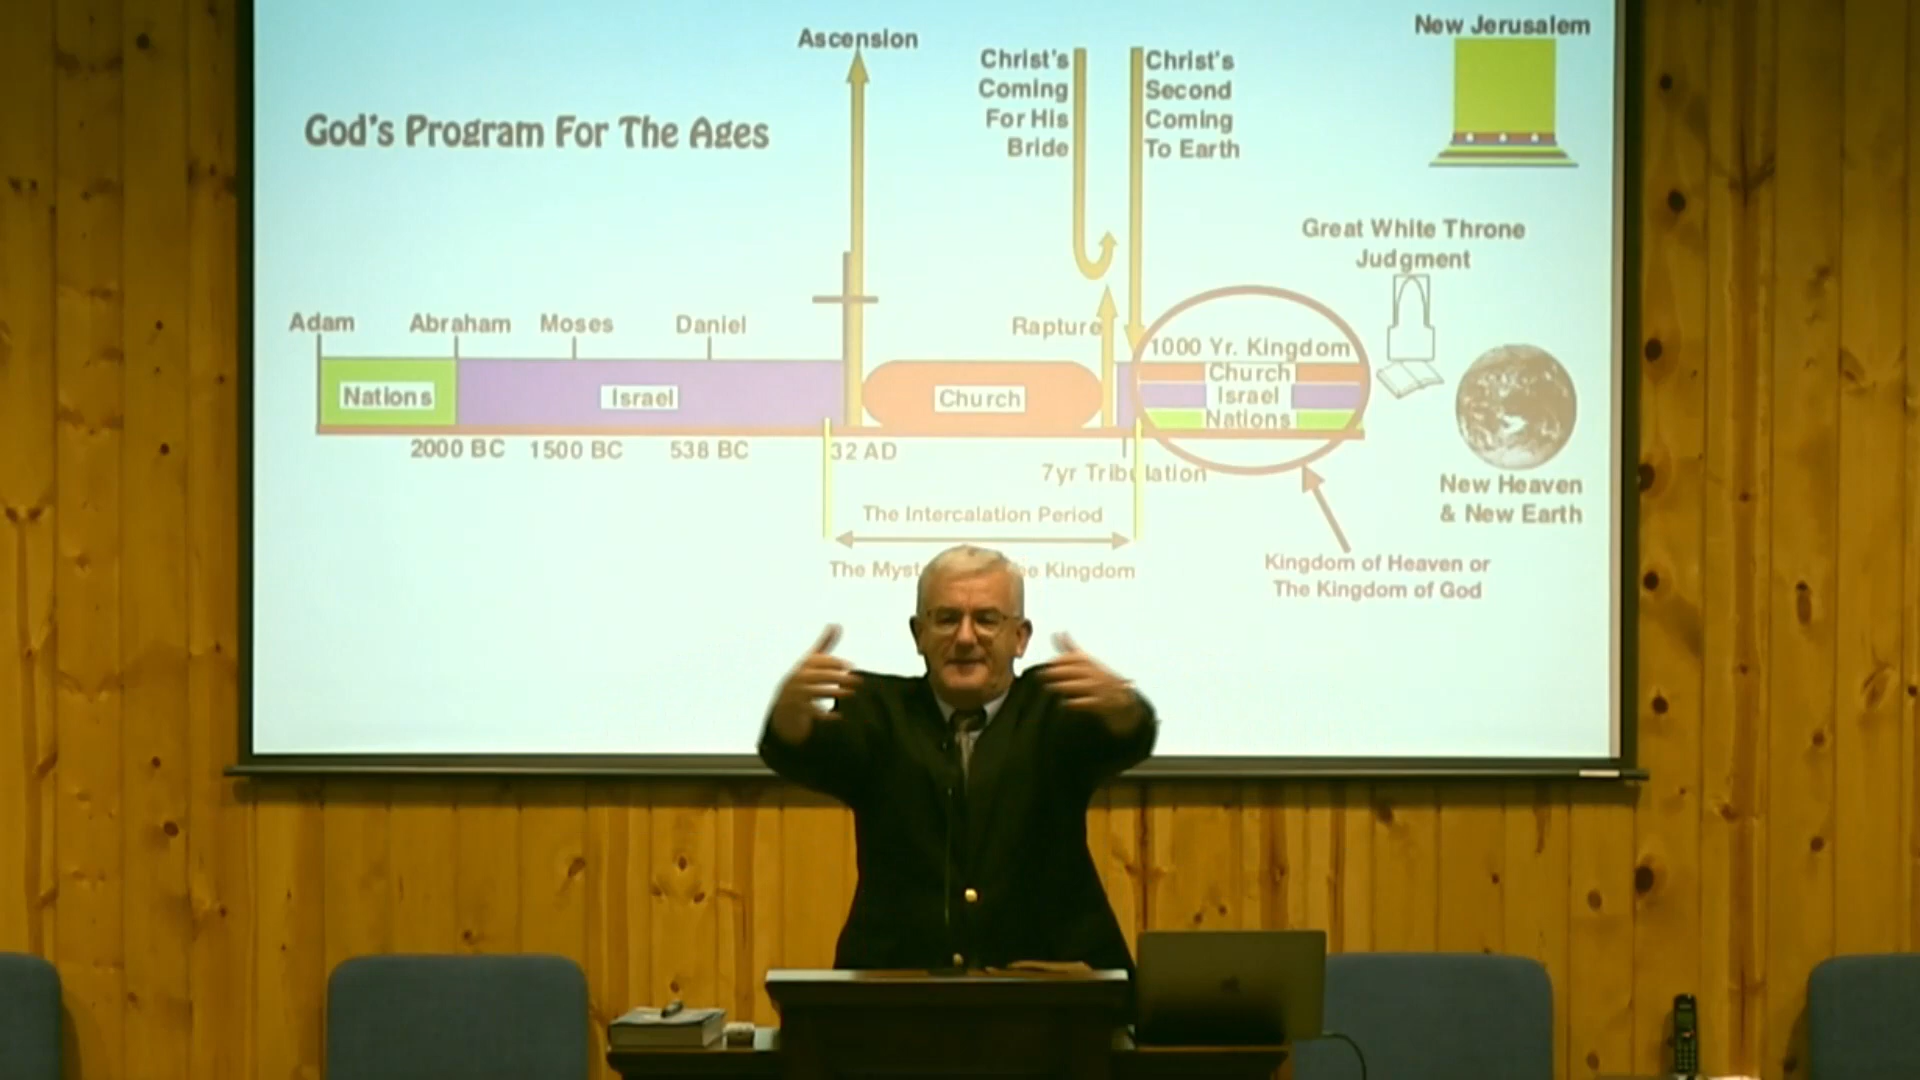 Ascension
Christ's
Coming
For His
Bride
Christ's
Second
Coming
To Earth
New Jerusalem
God's Program For The Ages
Great White Throne
Judgment
Adam
Abraham
Moses
Daniel
Rapture
1000 Yr. Kingdom
Church
Israel
Nations
Nations
Israel
Church
2000 BC
1500 BC
538 BC
32 AD
7yr Tribulation
New Heaven
& New Earth
The Intercalation Period
The Kingdom
Kingdom of Heaven or
The Kingdom of God